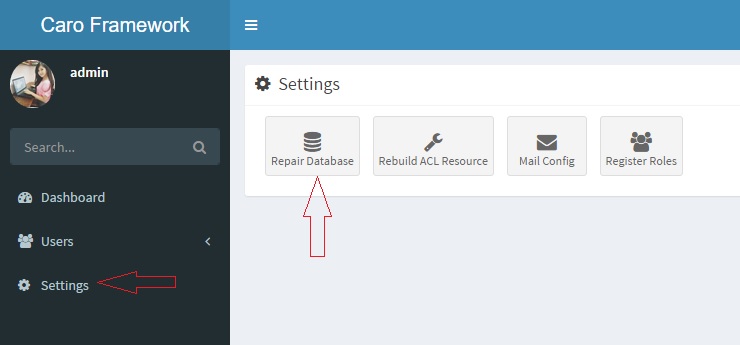 Caro Framework
admin
Search...
Dashboard
Users
Settings
Settings
Repair Database
Rebuild ACL Resource
Mail Config
Register Roles